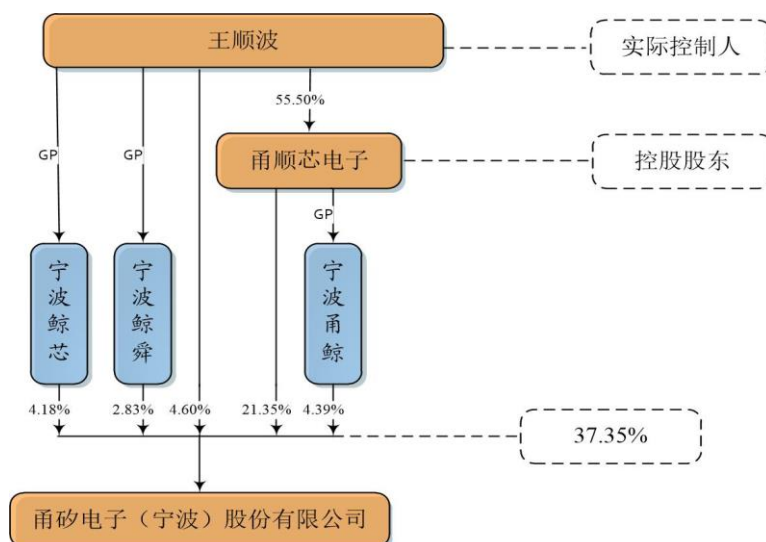 王顺波
实际控制人
55.50%
GP
GP
甬顺芯电子
控股股东
GP
宁波鲸芯
宁波鲸舜
宁波甬鲸
4.18%
2.83%
4.60%
21.35%
4.39%
37.35%
甬矽电子（宁波）股份有限公司